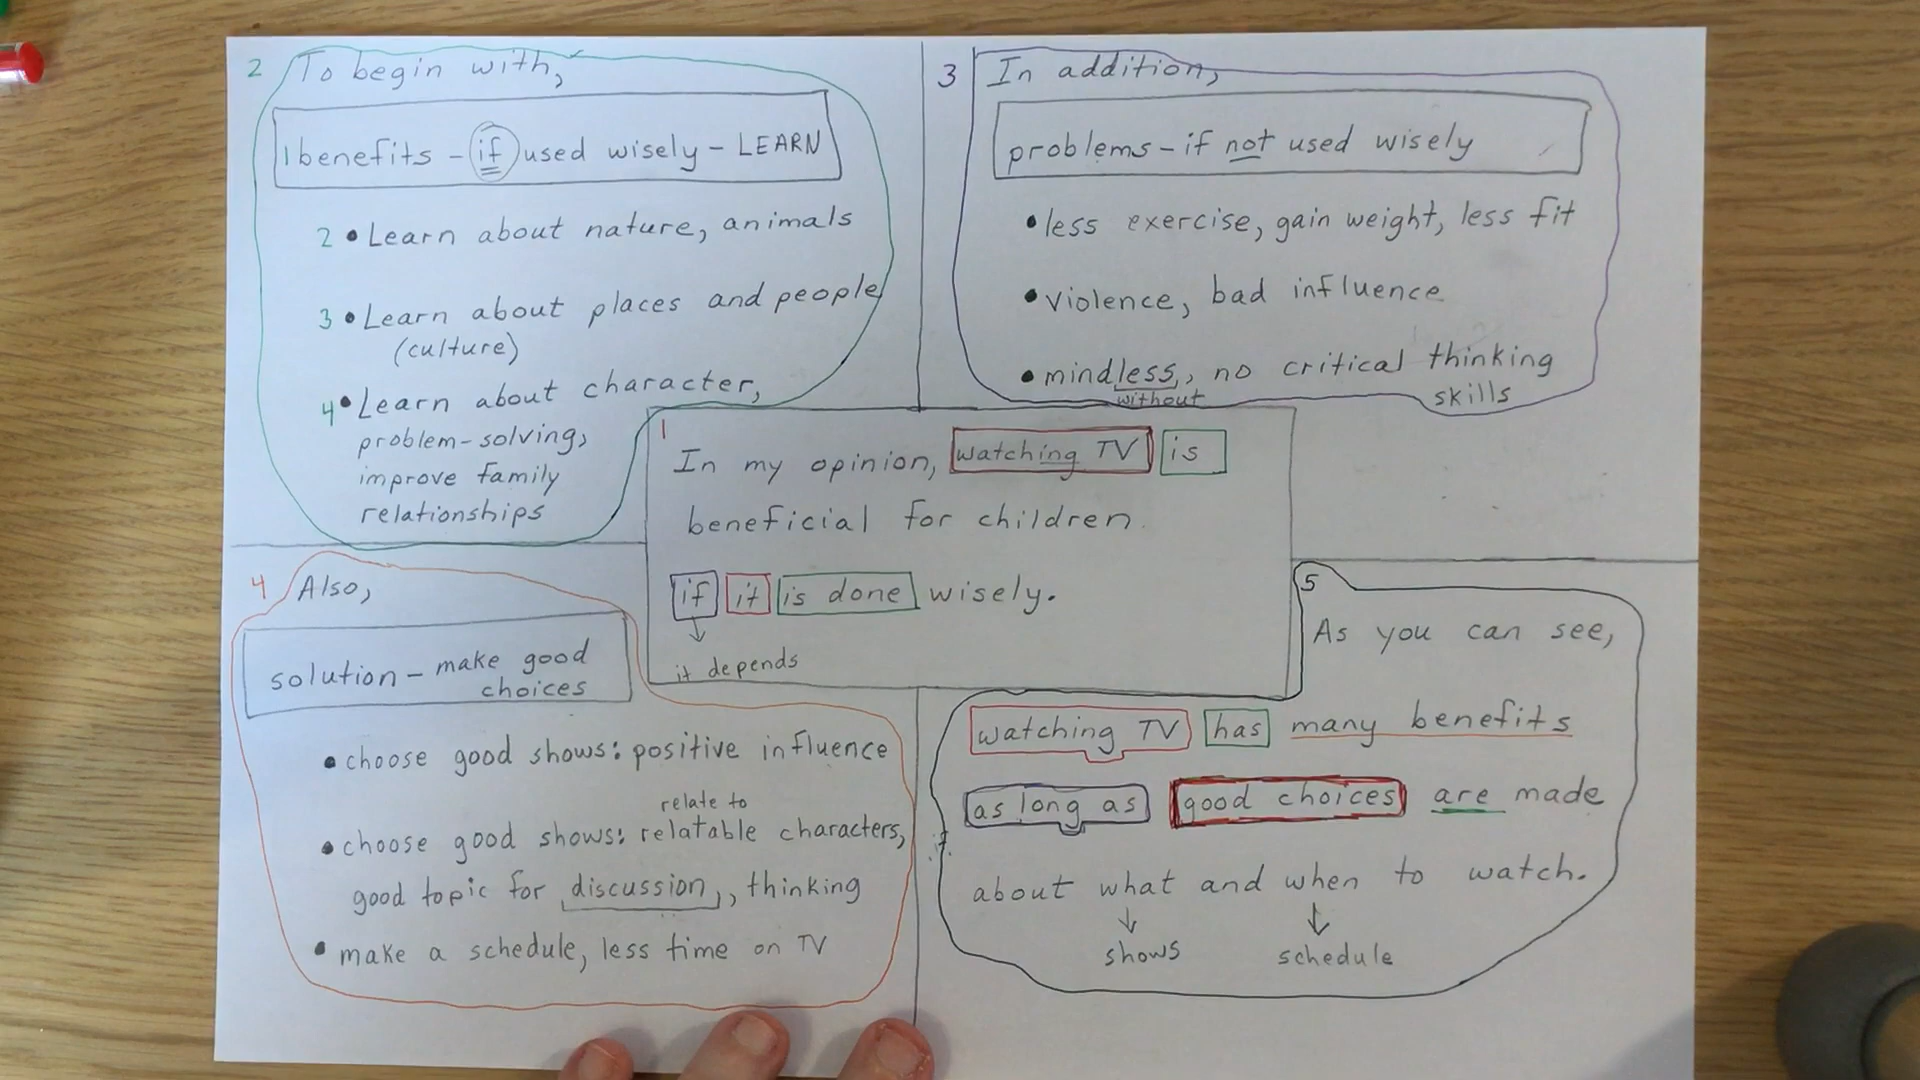 2 To begin with,
1 benefits - if used wisely - LEARN
2 • Learn about nature, animals
3 • Learn about places and people
(culture)
4 • Learn about character,
problem-solving,
improve family
relationships
3 In addition,
problems - if not used wisely
• less exercise, gain weight, less fit
• violence, bad influence
• mindless, no critical thinking
without skills
1
In my opinion, watching TV is
beneficial for children
if it is done wisely.
it depends
4 Also,
solution - make good
choices
• choose good shows: positive influence
relate to
• choose good shows: relatable characters,
good topic for discussion, thinking
• make a schedule, less time on TV
5
As you can see,
watching TV has many benefits
as long as good choices are made
about what and when to watch.
shows schedule